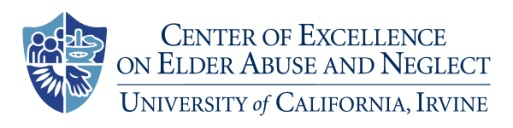 CENTER OF EXCELLENCE
ON ELDER ABUSE AND NEGLECT
UNIVERSITY of CALIFORNIA, IRVINE